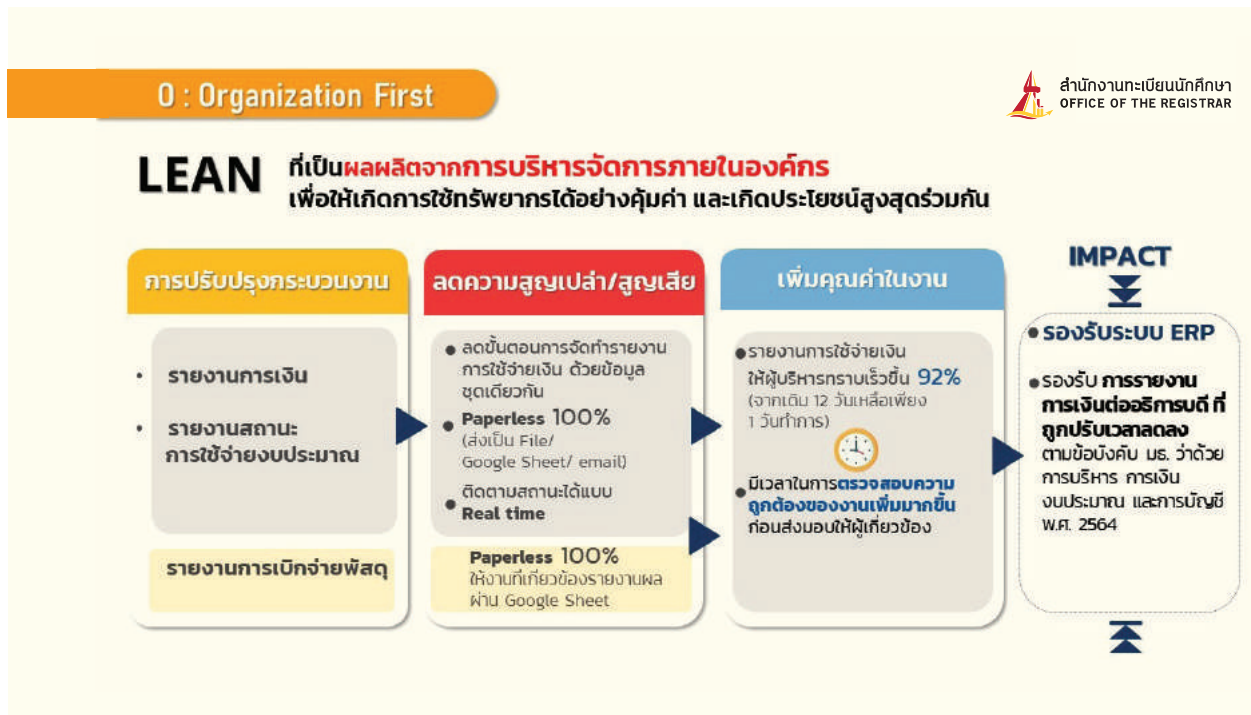 O : Organization First
สำนักงานทะเบียนนักศึกษา
OFFICE OF THE REGISTRAR
LEAN
ที่เป็นผลผลิตจากการบริหารจัดการภายในองค์กร
เพื่อให้เกิดการใช้ทรัพยากรได้อย่างคุ้มค่า และเกิดประโยชน์สูงสุดร่วมกัน
การปรับปรุงกระบวนงาน
• รายงานการเงิน
• รายงานสถานะ
การใช้จ่ายงบประมาณ
รายงานการเบิกจ่ายพัสดุ
ลดความสูญเปล่า/สูญเสีย
● ลดขั้นตอนการจัดทำรายงาน
การใช้จ่ายเงิน ด้วยข้อมูล
ชุดเดียวกัน
● Paperless 100%
(ส่งเป็น File/
Google Sheet/ email)
● ติดตามสถานะได้แบบ
Real time
Paperless 100%
ให้งานที่เกี่ยวข้องรายงานผล
ผ่าน Google Sheet
เพิ่มคุณค่าในงาน
● รายงานการใช้จ่ายเงิน
ให้ผู้บริหารทราบเร็วขึ้น 92%
(จากเดิม 12 วันเหลือเพียง
1 วันทำการ)
● มีเวลาในการตรวจสอบความ
ถูกต้องของงานเพิ่มมากขึ้น
ก่อนส่งมอบให้ผู้เกี่ยวข้อง
IMPACT
● รองรับระบบ ERP
● รองรับ การรายงาน
การเงินต่ออธิการบดี ที่
ถูกปรับเวลาลดลง
ตามข้อบังคับ มธ. ว่าด้วย
การบริหาร การเงิน
งบประมาณ และการบัญชี
พ.ศ. 2564